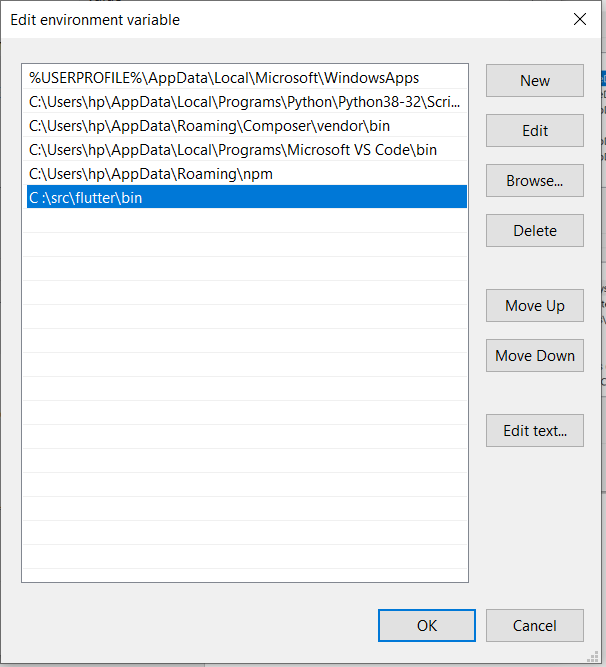 Edit environment variable
%USERPROFILE%\AppData\Local\Microsoft\WindowsApps
C:\Users\hp\AppData\Local\Programs\Python\Python38-32\Scri...
C:\Users\hp\AppData\Roaming\Composer\vendor\bin
C:\Users\hp\AppData\Local\Programs\Microsoft VS Code\bin
C:\Users\hp\AppData\Roaming\npm
C :\src\flutter\bin
New
Edit
Browse...
Delete
Move Up
Move Down
Edit text...
OK
Cancel